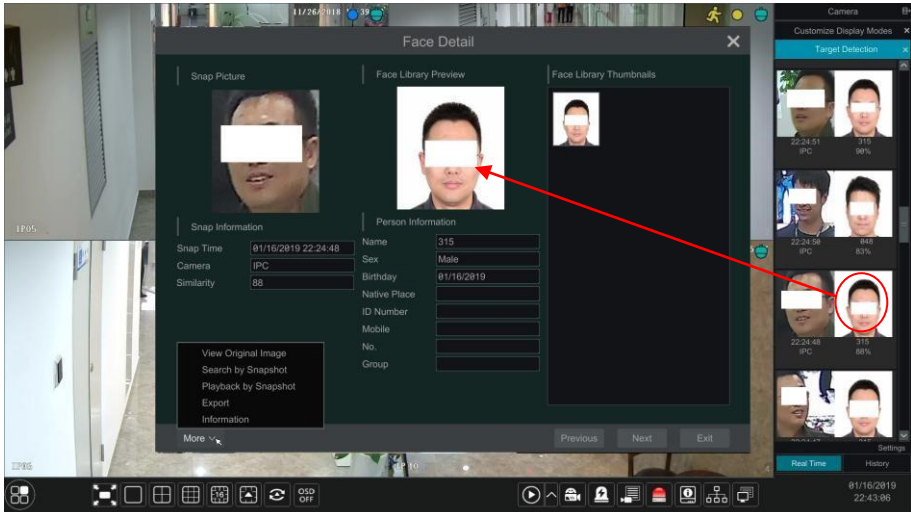 11/26/2018
39
Camera
Customize Display Modes
Target Detection
Face Detail
Snap Picture
Face Library Preview
Face Library Thumbnails
Snap Information
Snap Time 01/16/2019 22:24:48
Camera IPC
Similarity 88
Person Information
Name 315
Sex Male
Birthday 01/16/2019
Native Place
ID Number
Mobile
No.
Group
View Original Image
Search by Snapshot
Playback by Snapshot
Export
Information
More
Previous Next Exit
22:24:51 315
IPC 90%
22:24:50 048
IPC 83%
22:24:48 315
IPC 88%
Settings
Real Time History
IP05
16
OSD
OFF
01/16/2019
22:43:06